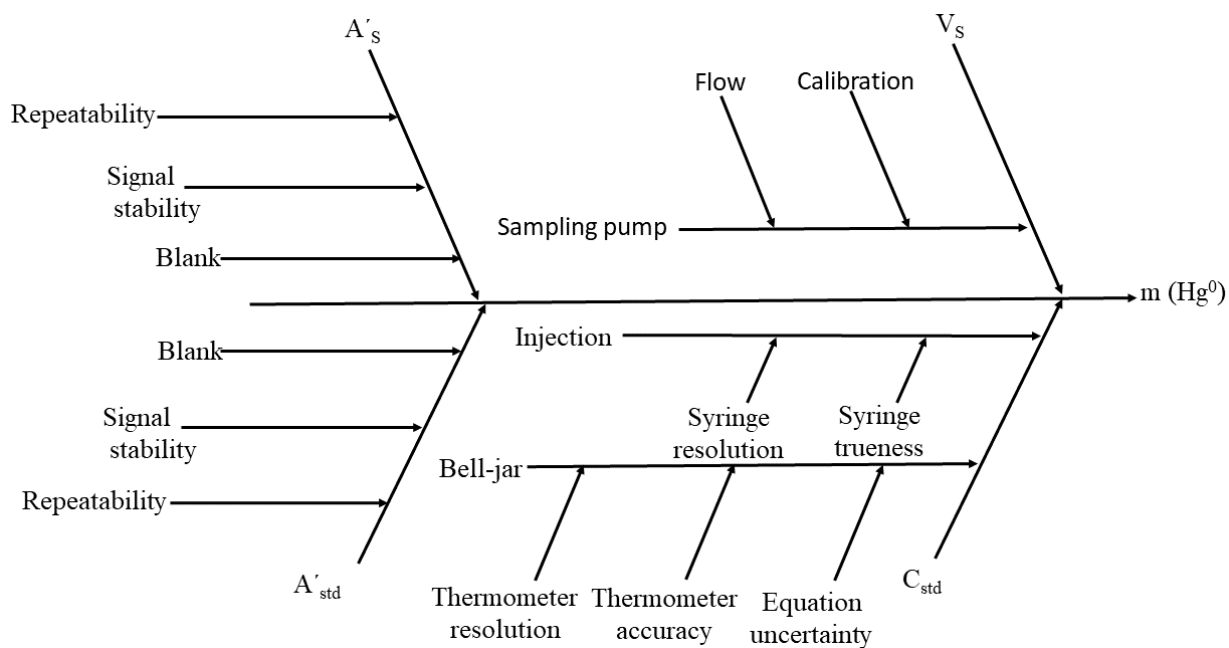 A´S
VS
Flow
Calibration
Repeatability
Signal
stability
Sampling pump
Blank
m (Hg⁰)
Injection
Blank
Syringe
resolution
Syringe
trueness
Signal
stability
Bell-jar
Repeatability
A´std
Cstd
Thermometer
resolution
Thermometer
accuracy
Equation
uncertainty